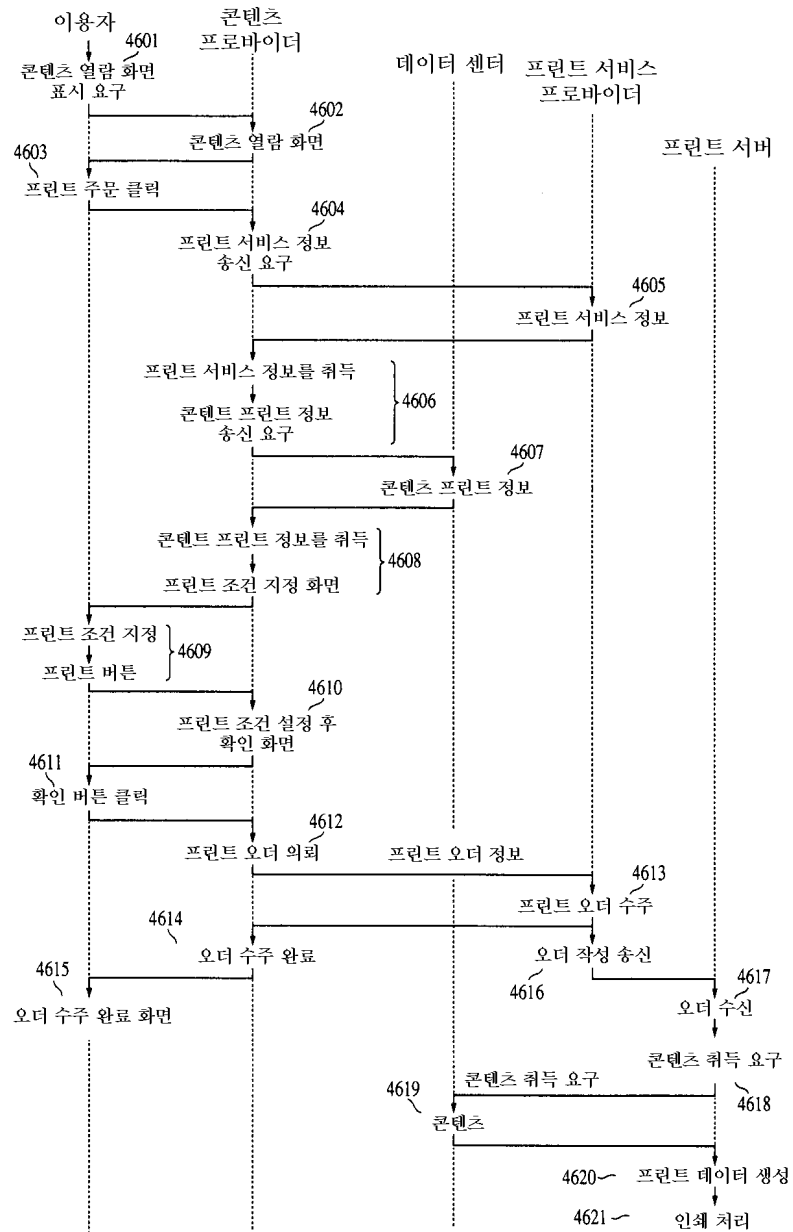 이용자
콘텐츠
프로바이더
데이터 센터
프린트 서비스
프로바이더
프린트 서버
4601
콘텐츠 열람 화면
표시 요구
4602
콘텐츠 열람 화면
4603
프린트 주문 클릭
4604
프린트 서비스 정보
송신 요구
4605
프린트 서비스 정보
프린트 서비스 정보를 취득
4606
콘텐트 프린트 정보
송신 요구
4607
콘텐츠 프린트 정보
콘텐트 프린트 정보를 취득
4608
프린트 조건 지정 화면
프린트 조건 지정
4609
프린트 버튼
4610
프린트 조건 설정 후
확인 화면
4611
확인 버튼 클릭
4612
프린트 오더 의뢰
프린트 오더 정보
4613
프린트 오더 수주
4614
오더 수주 완료
오더 작성 송신
4615
4616
4617
오더 수주 완료 화면
오더 수신
콘텐츠 취득 요구
콘텐츠 취득 요구
4618
4619
콘텐츠
4620
프린트 데이터 생성
4621
인쇄 처리